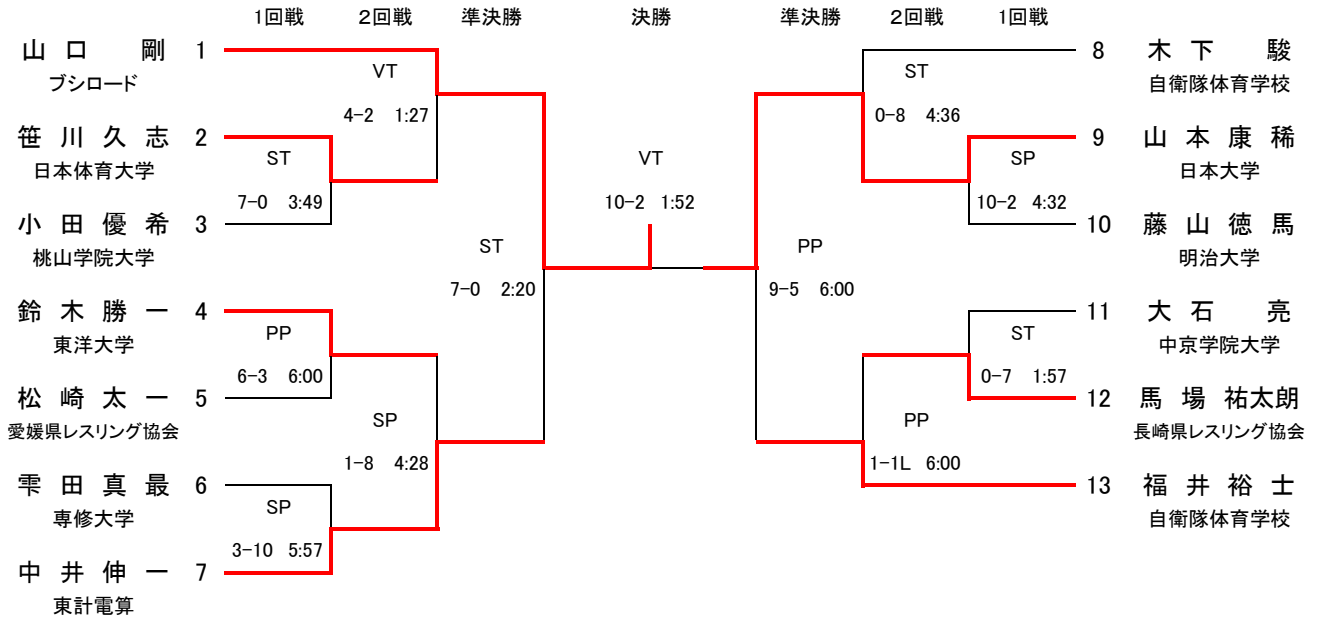 1回戦 2回戦 準決勝 決勝 準決勝 2回戦 1回戦
山口 剛 1
ブシロード
VT
4-2 1:27
笹川久志 2
日本体育大学
ST
7-0 3:49
小田優希 3
桃山学院大学
ST
7-0 2:20
鈴木勝一 4
東洋大学
PP
6-3 6:00
松崎太一 5
愛媛県レスリング協会
SP
1-8 4:28
雫田真最 6
専修大学
SP
3-10 5:57
中井伸一 7
東計電算
VT
10-2 1:52
8 木下 駿
自衛隊体育学校
ST
0-8 4:36
9 山本康稀
日本大学
SP
10-2 4:32
10 藤山徳馬
明治大学
PP
9-5 6:00
11 大石 亮
中京学院大学
ST
0-7 1:57
12 馬場祐太朗
長崎県レスリング協会
PP
1-1L 6:00
13 福井裕士
自衛隊体育学校